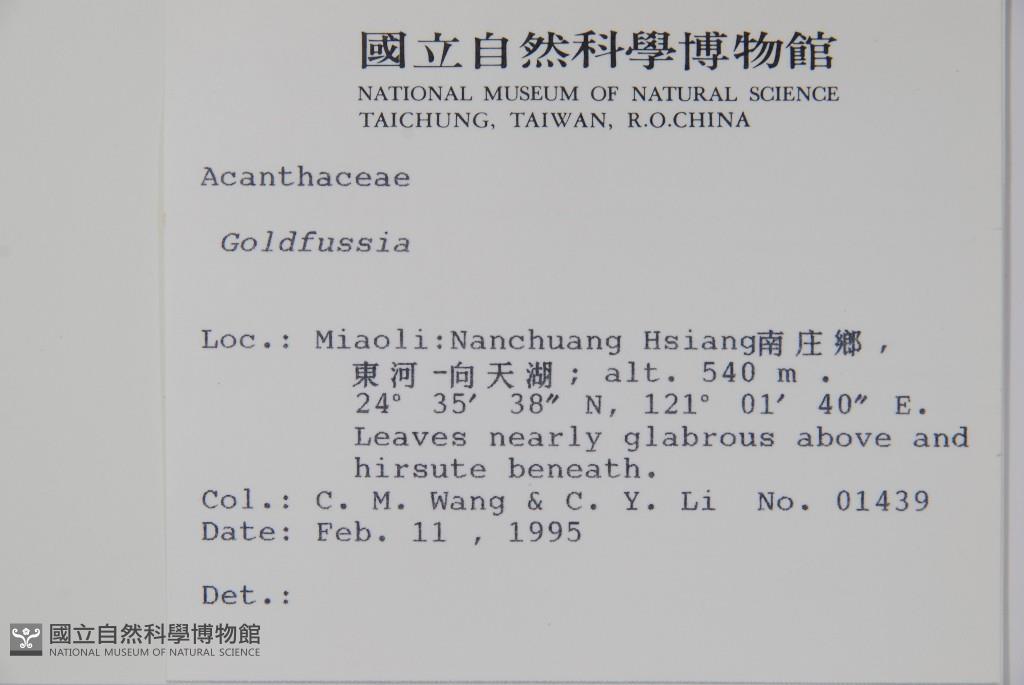 國立自然科學博物館
NATIONAL MUSEUM OF NATURAL SCIENCE
TAICHUNG, TAIWAN, R.O.CHINA
Acanthaceae
Goldfussia
Loc.: Miaoli:Nanchuang Hsiang南庄鄉,
東河-向天湖; alt. 540 m .
24° 35′ 38″ N, 121° 01′ 40″ E.
Leaves nearly glabrous above and
hirsute beneath.
Col.: C. M. Wang & C. Y. Li No. 01439
Date: Feb. 11 , 1995
Det.:
國立自然科學博物館
NATIONAL MUSEUM OF NATURAL SCIENCE